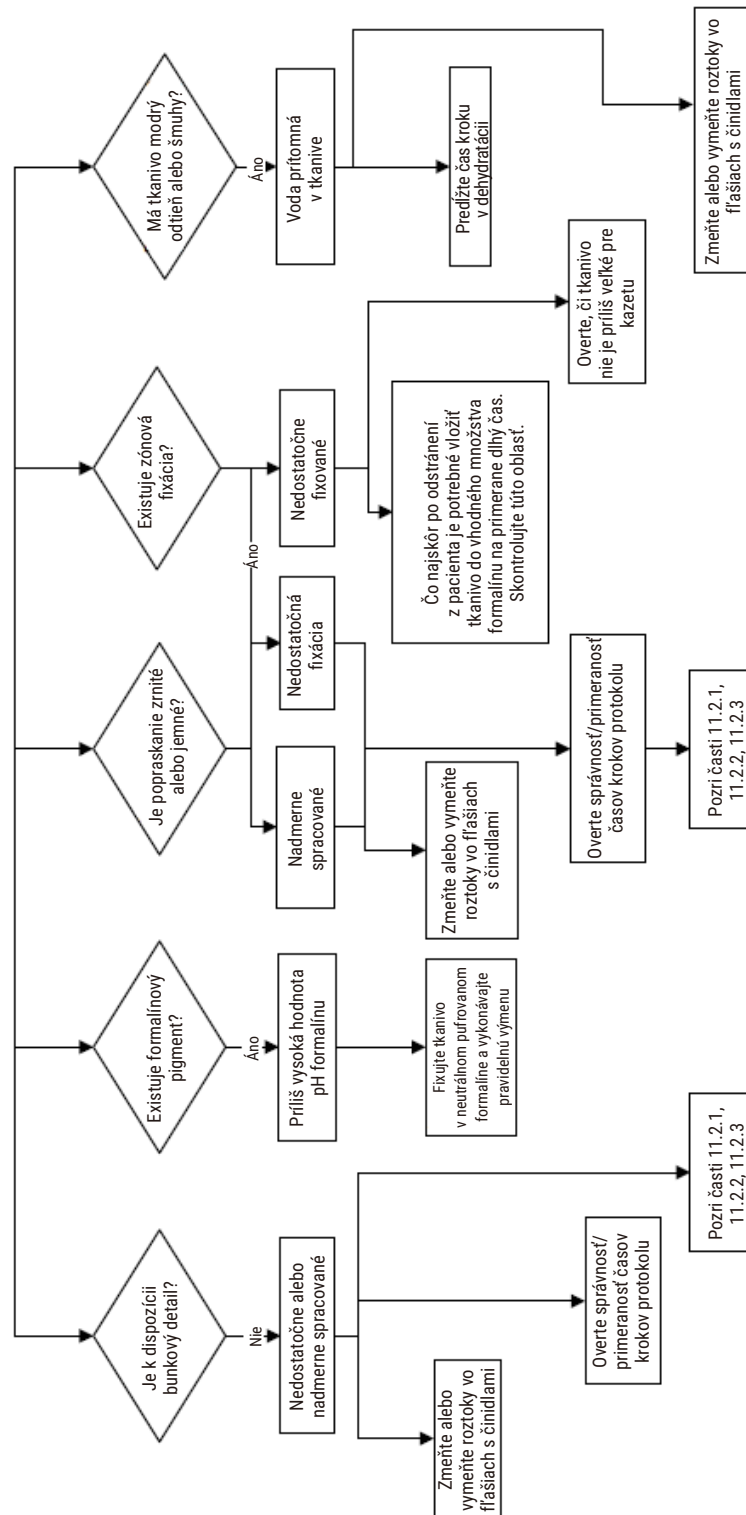 Je k dispozícii
bunkový detail?
Nie
Nedostatočne alebo
nadmerne spracované
Zmeňte alebo
vymeňte roztoky vo
fľašiach s činidlami
Overte správnosť/
primeranosť časov
krokov protokolu
Pozri časti 11.2.1,
11.2.2, 11.2.3
Existuje formalínový
pigment?
Áno
Príliš vysoká hodnota
pH formalínu
Fixujte tkanivo
v neutrálnom pufrovanom
formalíne a vykonávajte
pravidelnú výmenu
Je popraskanie zrnité
alebo jemné?
Nadmerne
spracované
Nedostatočná
fixácia
Zmeňte alebo vymeňte
roztoky vo fľašiach
s činidlami
Overte správnosť/primeranosť
časov krokov protokolu
Pozri časti 11.2.1,
11.2.2, 11.2.3
Existuje zónová
fixácia?
Áno
Nedostatočne
fixované
Čo najskôr po odstránení
z pacienta je potrebné vložiť
tkanivo do vhodného množstva
formalínu na primerane dlhý čas.
Skontrolujte túto oblasť.
Overte, či tkanivo
nie je príliš veľké pre
kazetu
Má tkanivo modrý
odtieň alebo šmuhy?
Áno
Voda prítomná
v tkanive
Predĺžte čas kroku
v dehydratácii
Zmeňte alebo vymeňte roztoky vo
fľašiach s činidlami